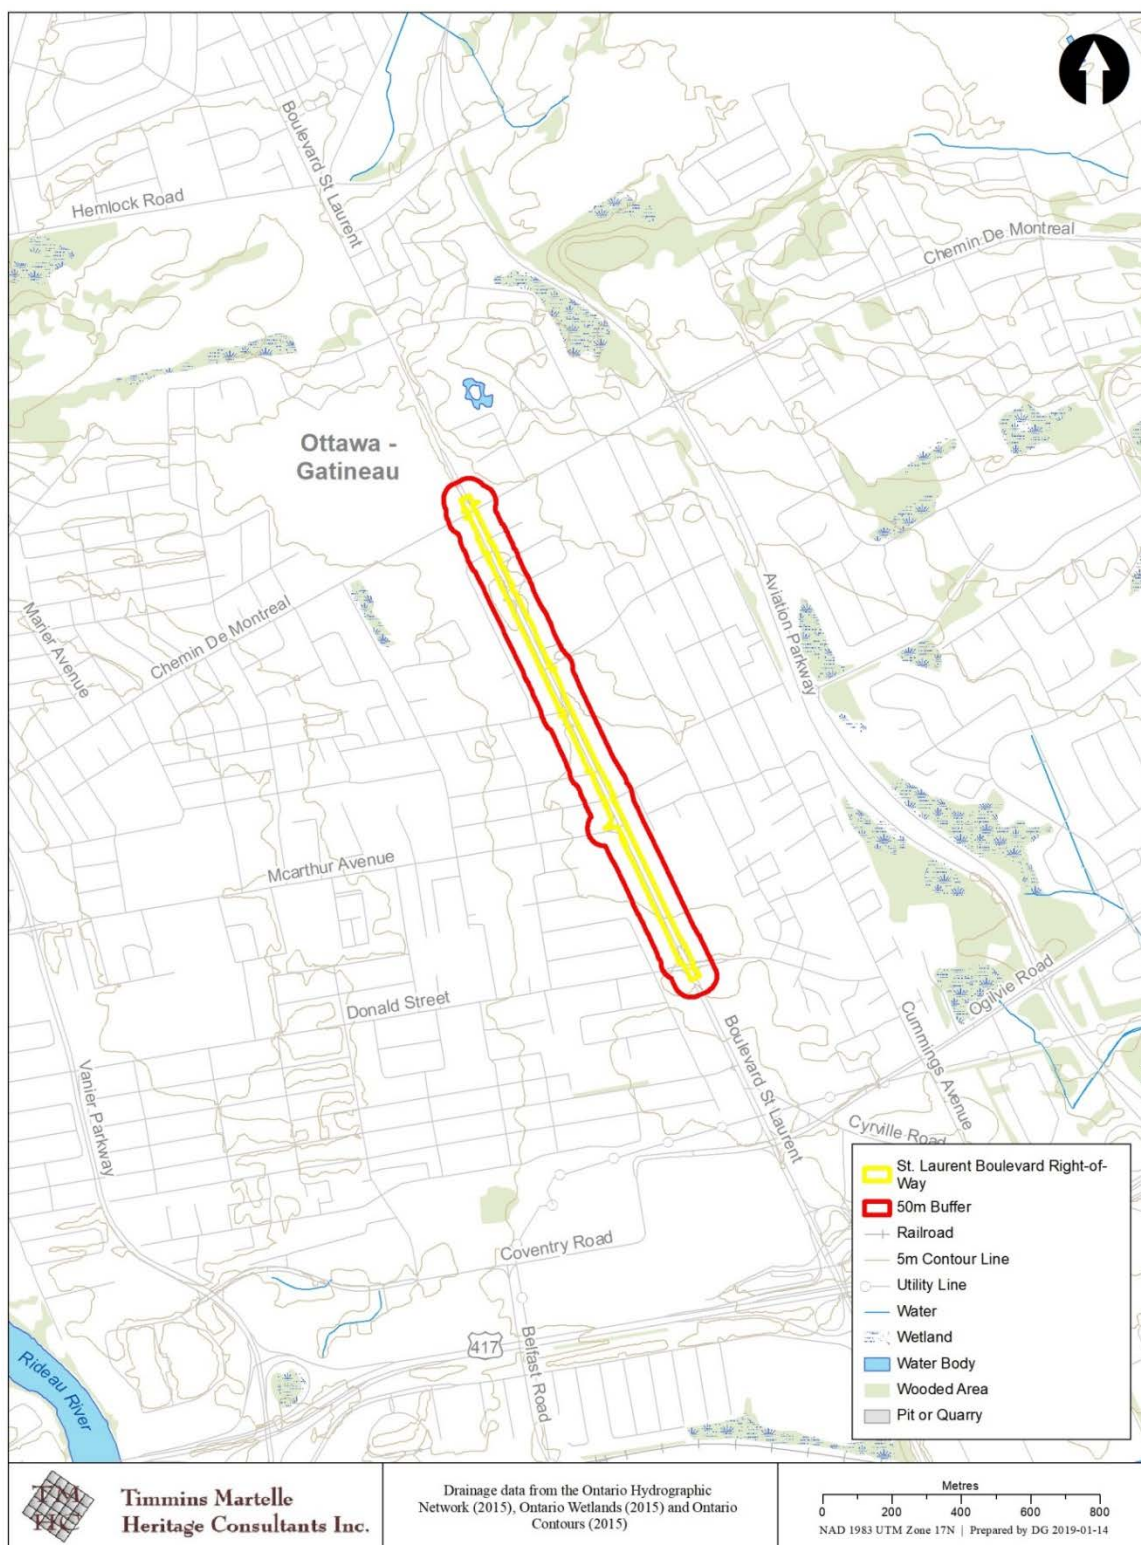 Boulevard St Laurent
Hemlock Road
Chemin De Montreal
Ottawa -
Gatineau
Marier Avenue
Chemin De Montreal
Aviation Parkway
Mcarthur Avenue
Donald Street
Ogilvie Road
Vanier Parkway
Boulevard St Laurent
Cummings Avenue
Cyrville Road
Coventry Road
417
Belfast Road
Rideau River
St. Laurent Boulevard Right-of-
Way
50m Buffer
Railroad
5m Contour Line
Utility Line
Water
Wetland
Water Body
Wooded Area
Pit or Quarry
TM
HC
Timmins Martelle
Heritage Consultants Inc.
Drainage data from the Ontario Hydrographic
Network (2015), Ontario Wetlands (2015) and Ontario
Contours (2015)
Metres
0 200 400 600 800
NAD 1983 UTM Zone 17N | Prepared by DG 2019-01-14